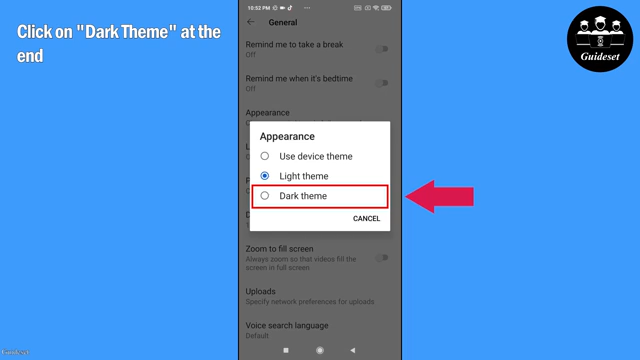 Click on "Dark Theme" at the
end
10:52 PM
General
Remind me to take a break
Off
Remind me when it's bedtime
Off
Appearance
Appearance
Use device theme
Light theme
Dark theme
CANCEL
Zoom to fill screen
Always zoom so that videos fill the
screen in full screen
Uploads
Specify network preferences for uploads
Voice search language
Default
Guideset